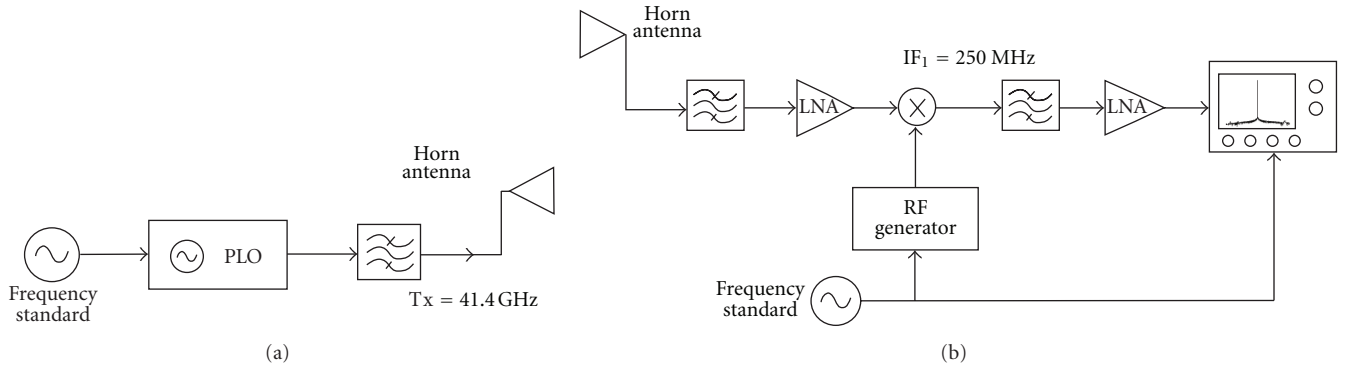 Frequency
standard
PLO
Horn
antenna
Tx = 41.4 GHz
(a)
Horn
antenna
LNA
IF₁ = 250 MHz
LNA
RF
generator
Frequency
standard
(b)